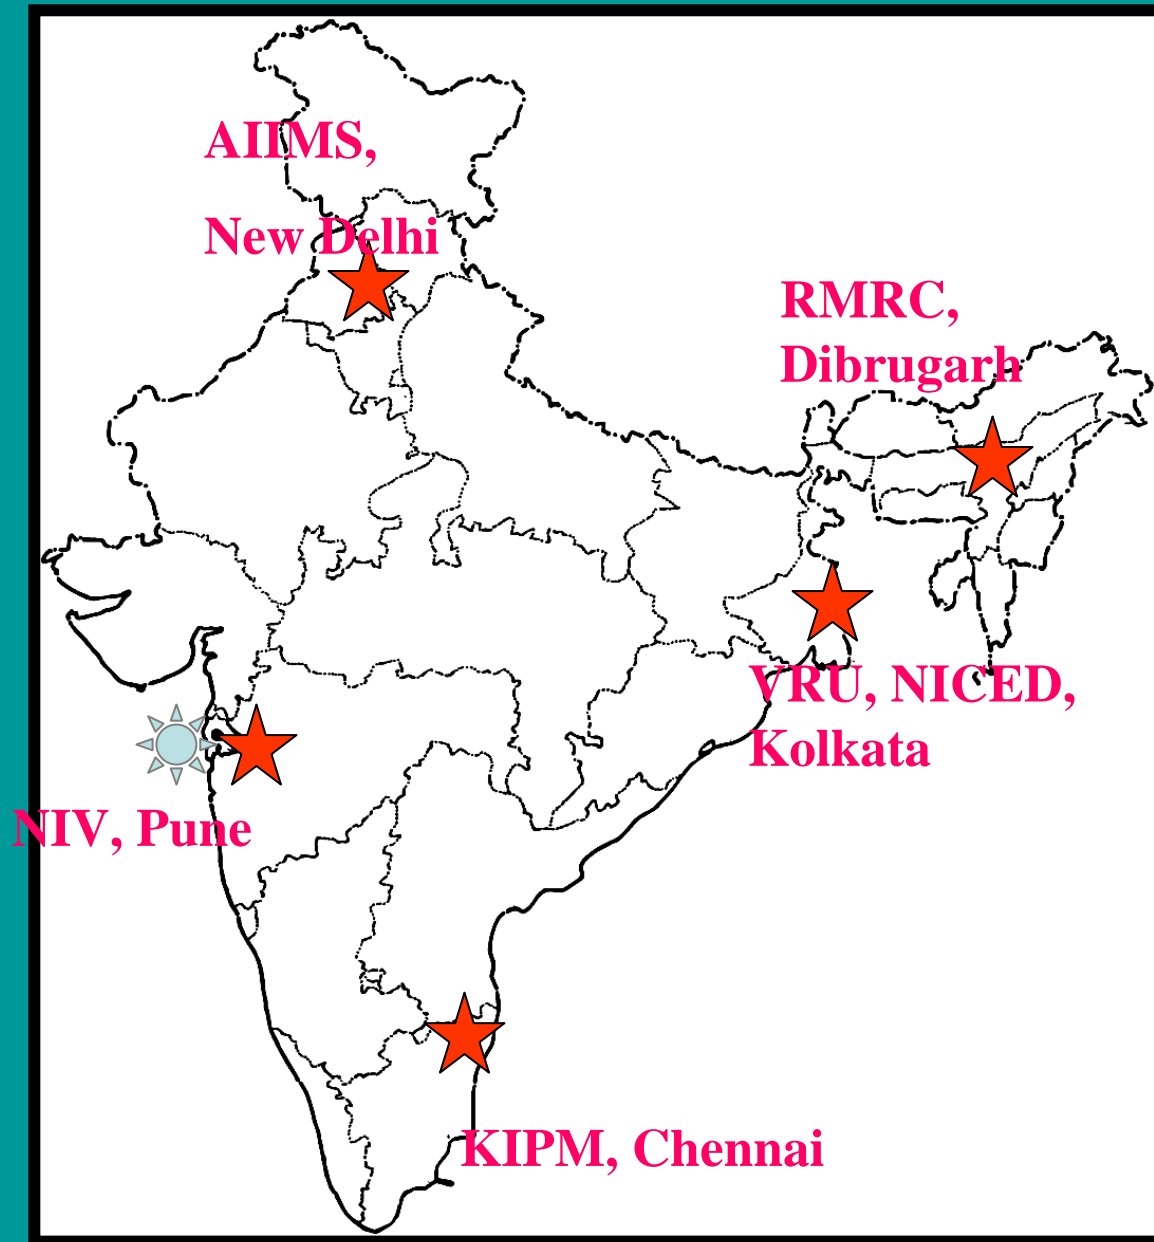 AIIMS,
New Delhi
RMRC,
Dibrugarh
VRU, NICED,
Kolkata
NIV, Pune
KIPM, Chennai